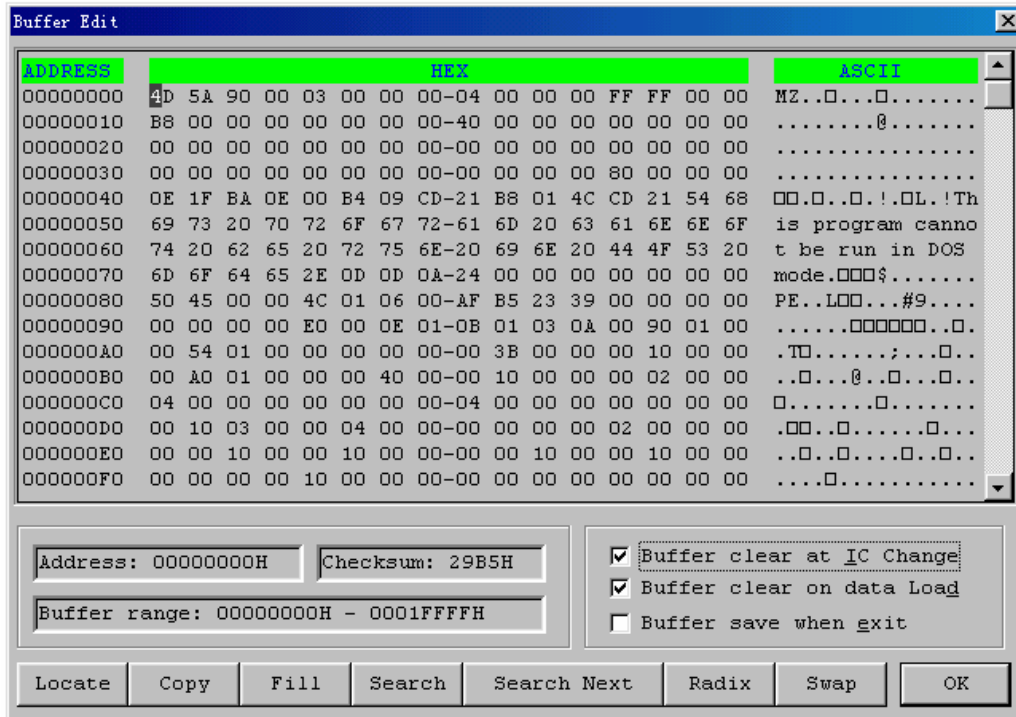 Buffer Edit
ADDRESS HEX ASCII
00000000 4D 5A 90 00 03 00 00 00-04 00 00 00 FF FF 00 00 MZ..□...□.......
00000010 B8 00 00 00 00 00 00 00-40 00 00 00 00 00 00 00 ........@.......
00000020 00 00 00 00 00 00 00 00-00 00 00 00 00 00 00 00 ................
00000030 00 00 00 00 00 00 00 00-00 00 00 00 80 00 00 00 ................
00000040 0E 1F BA 0E 00 B4 09 CD-21 B8 01 4C CD 21 54 68 □□.□..□.!.□L.!Th
00000050 69 73 20 70 72 6F 67 72-61 6D 20 63 61 6E 6E 6F is program canno
00000060 74 20 62 65 20 72 75 6E-20 69 6E 20 44 4F 53 20 t be run in DOS
00000070 6D 6F 64 65 2E 0D 0D 0A-24 00 00 00 00 00 00 00 mode.□□□$.......
00000080 50 45 00 00 4C 01 06 00-AF B5 23 39 00 00 00 00 PE..L□□...#9....
00000090 00 00 00 00 E0 00 0E 01-0B 01 03 0A 00 90 01 00 ......□□□□□□..□.
000000A0 00 54 01 00 00 00 00 00-00 3B 00 00 00 10 00 00 .T□......;...□..
000000B0 00 A0 01 00 00 00 40 00-00 10 00 00 00 02 00 00 ..□...@..□...□..
000000C0 04 00 00 00 00 00 00 00-04 00 00 00 00 00 00 00 □.......□.......
000000D0 00 10 03 00 00 04 00 00-00 00 00 00 02 00 00 00 .□□..□......□...
000000E0 00 00 10 00 00 10 00 00-00 00 10 00 00 10 00 00 ..□..□....□..□..
000000F0 00 00 00 00 10 00 00 00-00 00 00 00 00 00 00 00 ....□...........
Address: 00000000H Checksum: 29B5H
Buffer range: 00000000H - 0001FFFFH
Buffer clear at IC Change
Buffer clear on data Load
Buffer save when exit
Locate Copy Fill Search Search Next Radix Swap OK